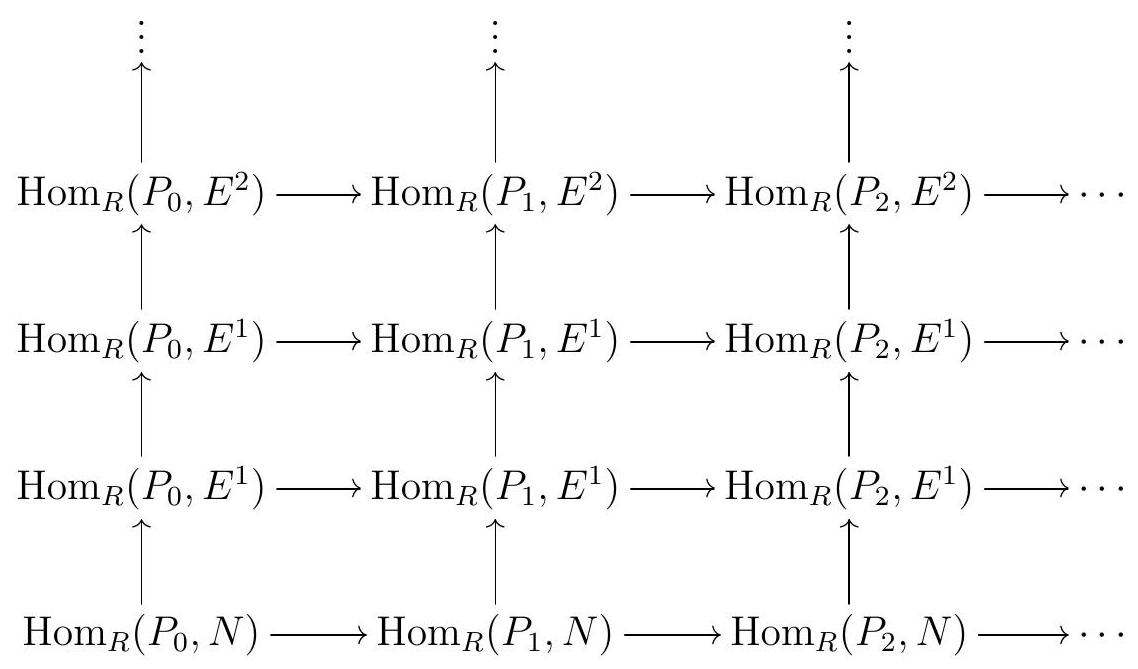 ⋮ ⋮ ⋮
Hom_R(P_0, E^2) ⟶ Hom_R(P_1, E^2) ⟶ Hom_R(P_2, E^2) ⟶ ⋯
Hom_R(P_0, E^1) ⟶ Hom_R(P_1, E^1) ⟶ Hom_R(P_2, E^1) ⟶ ⋯
Hom_R(P_0, E^1) ⟶ Hom_R(P_1, E^1) ⟶ Hom_R(P_2, E^1) ⟶ ⋯
Hom_R(P_0, N) ⟶ Hom_R(P_1, N) ⟶ Hom_R(P_2, N) ⟶ ⋯